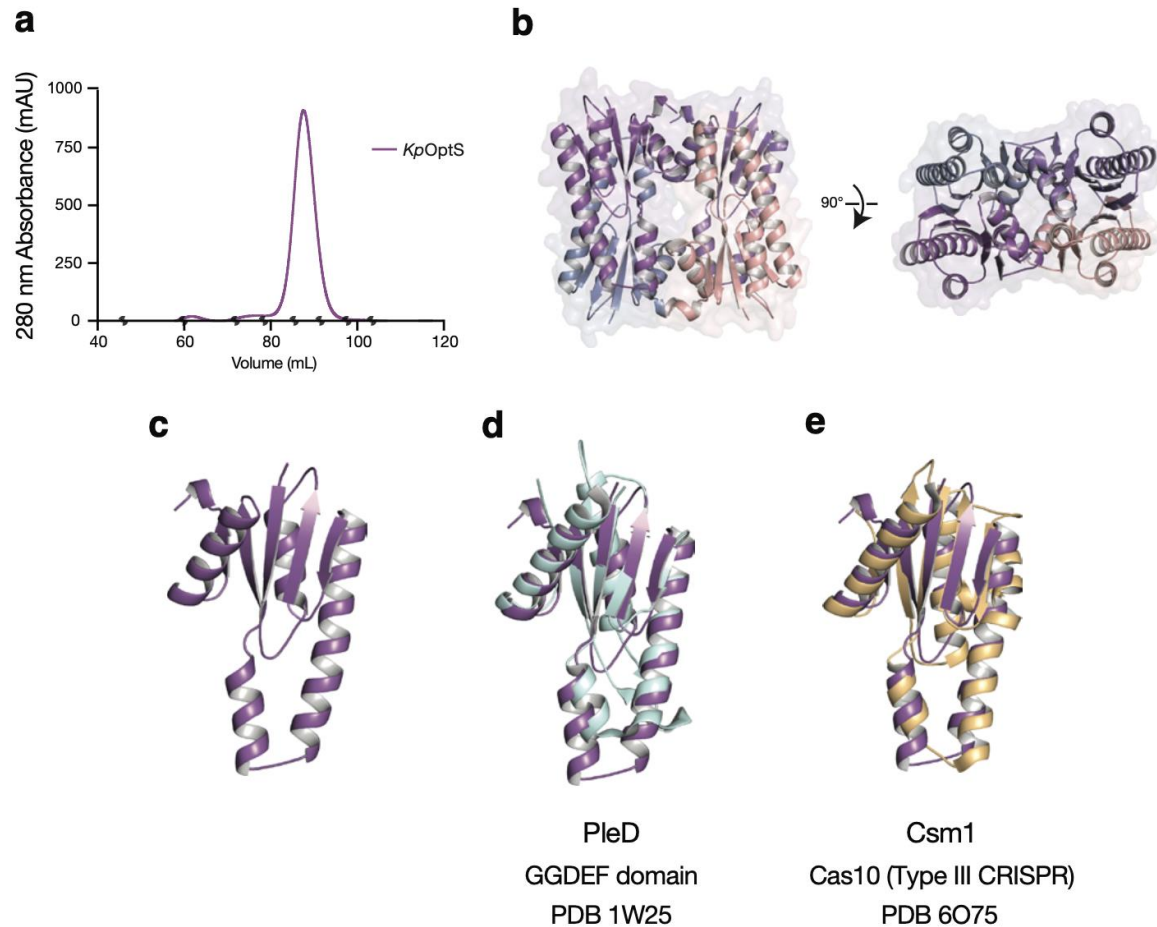 a
280 nm Absorbance (mAU)
1000
750
500
250
0
40
60
80
100
120
Volume (mL)
KpOptS
b
90°
c
d
e
PleD
GGDEF domain
PDB 1W25
Csm1
Cas10 (Type III CRISPR)
PDB 6O75